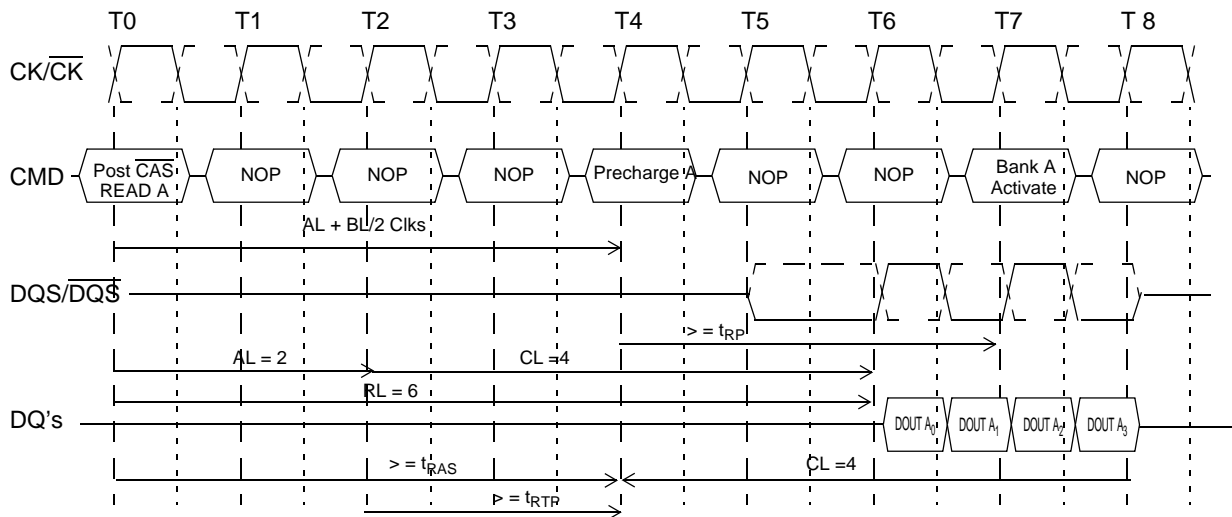 T0 T1 T2 T3 T4 T5 T6 T7 T 8
CK/CK
CMD
Post CAS
READ A
NOP
NOP
NOP
Precharge A
NOP
NOP
Bank A
Activate
NOP
AL + BL/2 Clks
DQS/DQS
> = tRP
AL = 2
CL =4
RL = 6
DQ's
DOUT A0
DOUT A1
DOUT A2
DOUT A3
> = tRAS
CL =4
> = tRTP